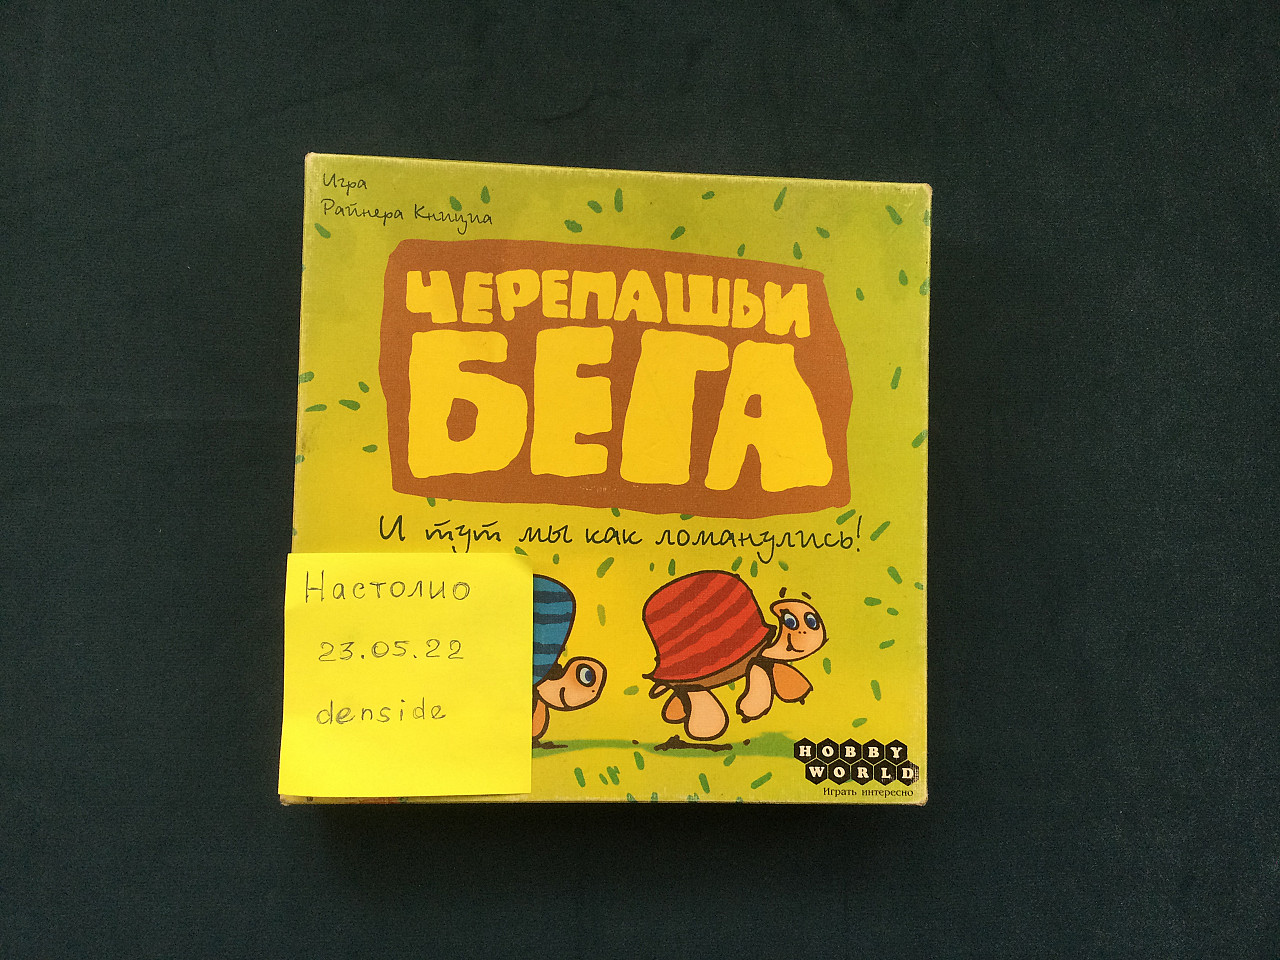 Игра
Райнера Книциа
ЧЕРЕПАШЬИ
БЕГА
И тут мы как ломанулись!
Настолио
23.05.22
denside
HOBBY
WORLD
Играть интересно